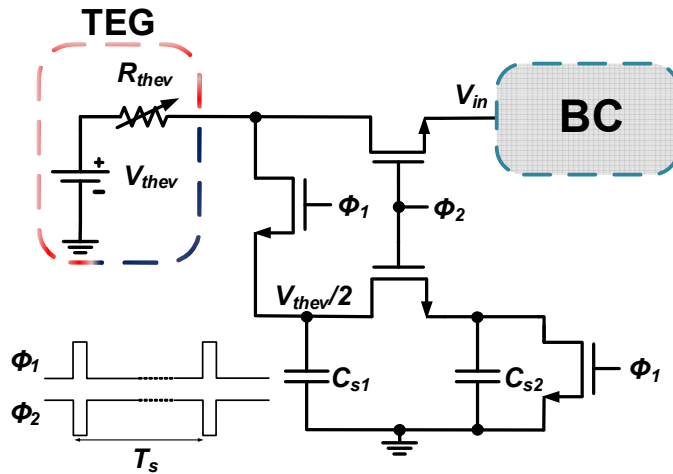 TEG
R_thev
V_in
BC
+
V_thev
-
Φ_1
Φ_2
V_thev/2
Φ_1
C_s1
C_s2
Φ_1
Φ_2
T_s